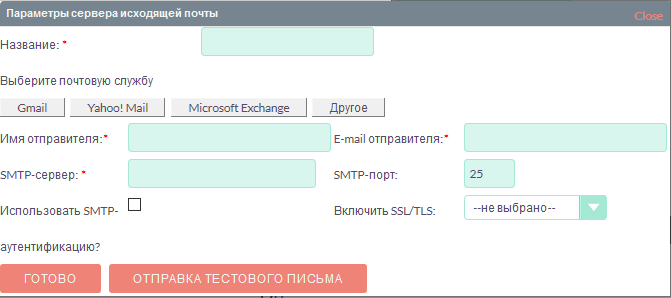 Параметры сервера исходящей почты Close
Название: *
Выберите почтовую службу
Gmail Yahoo! Mail Microsoft Exchange Другое
Имя отправителя:* E-mail отправителя:*
SMTP-сервер: * SMTP-порт: 25
Использовать SMTP- Включить SSL/TLS: --не выбрано--
аутентификацию?
ГОТОВО ОТПРАВКА ТЕСТОВОГО ПИСЬМА